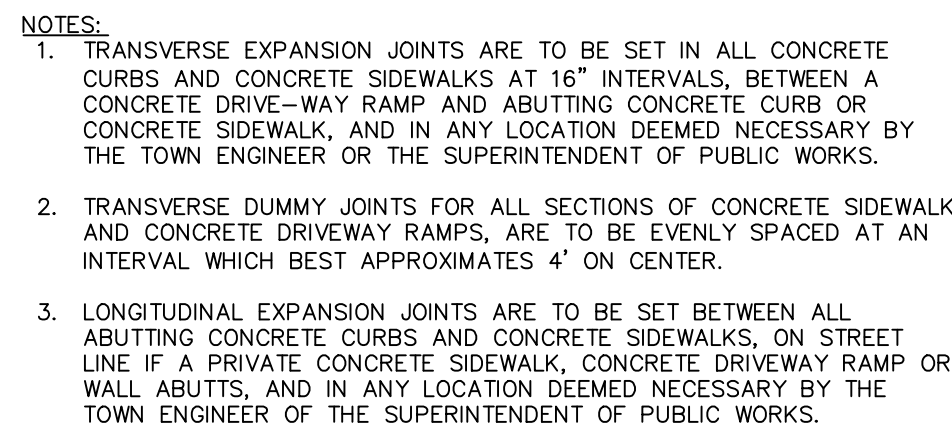 NOTES:
1. TRANSVERSE EXPANSION JOINTS ARE TO BE SET IN ALL CONCRETE
CURBS AND CONCRETE SIDEWALKS AT 16" INTERVALS, BETWEEN A
CONCRETE DRIVE-WAY RAMP AND ABUTTING CONCRETE CURB OR
CONCRETE SIDEWALK, AND IN ANY LOCATION DEEMED NECESSARY BY
THE TOWN ENGINEER OR THE SUPERINTENDENT OF PUBLIC WORKS.
2. TRANSVERSE DUMMY JOINTS FOR ALL SECTIONS OF CONCRETE SIDEWALK
AND CONCRETE DRIVEWAY RAMPS, ARE TO BE EVENLY SPACED AT AN
INTERVAL WHICH BEST APPROXIMATES 4' ON CENTER.
3. LONGITUDINAL EXPANSION JOINTS ARE TO BE SET BETWEEN ALL
ABUTTING CONCRETE CURBS AND CONCRETE SIDEWALKS, ON STREET
LINE IF A PRIVATE CONCRETE SIDEWALK, CONCRETE DRIVEWAY RAMP OR
WALL ABUTTS, AND IN ANY LOCATION DEEMED NECESSARY BY THE
TOWN ENGINEER OF THE SUPERINTENDENT OF PUBLIC WORKS.